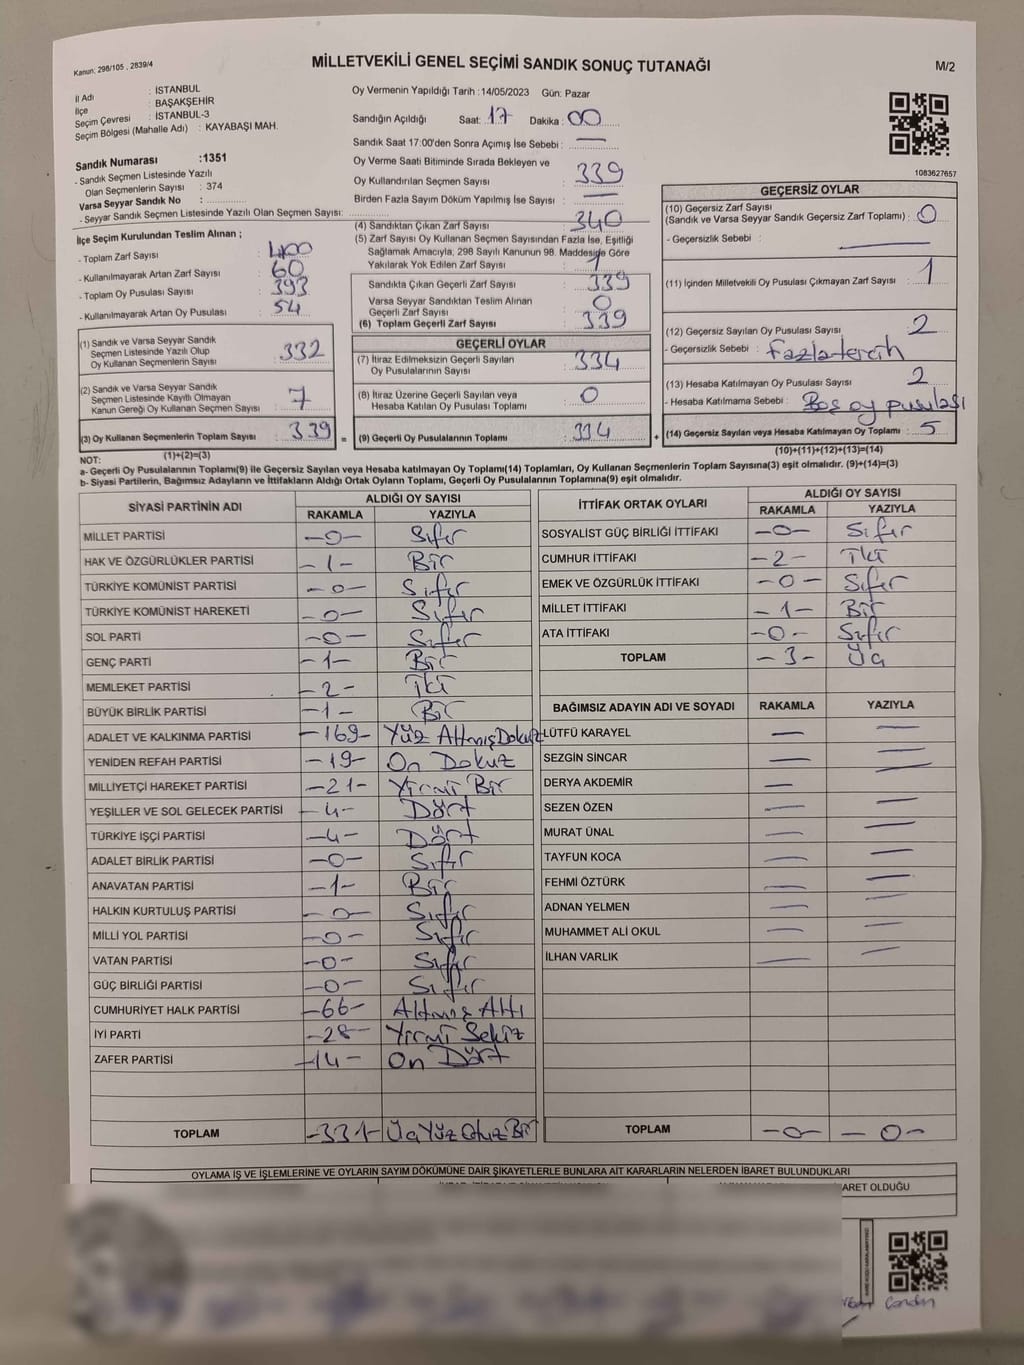 Kanun: 298/105 , 2839/4
MİLLETVEKİLİ GENEL SEÇİMİ SANDIK SONUÇ TUTANAĞI
M/2
İl Adı : İSTANBUL
İlçe : BAŞAKŞEHİR
Seçim Çevresi : İSTANBUL-3
Seçim Bölgesi (Mahalle Adı) : KAYABAŞI MAH.
Sandık Numarası :1351
- Sandık Seçmen Listesinde Yazılı
Olan Seçmenlerin Sayısı : 374
Varsa Seyyar Sandık No :
- Seyyar Sandık Seçmen Listesinde Yazılı Olan Seçmen Sayısı:
İlçe Seçim Kurulundan Teslim Alınan ;
- Toplam Zarf Sayısı : 400
- Kullanılmayarak Artan Zarf Sayısı : 60
- Toplam Oy Pusulası Sayısı : 393
- Kullanılmayarak Artan Oy Pusulası : 54
(1) Sandık ve Varsa Seyyar Sandık
Seçmen Listesinde Yazılı Olup
Oy Kullanan Seçmenlerin Sayısı : 332
(2) Sandık ve Varsa Seyyar Sandık
Seçmen Listesinde Kayıtlı Olmayan
Kanun Gereği Oy Kullanan Seçmen Sayısı : 7
(3) Oy Kullanan Seçmenlerin Toplam Sayısı : 339 =
(1)+(2)=(3)
Oy Vermenin Yapıldığı Tarih :14/05/2023 Gün: Pazar
Sandığın Açıldığı Saat: 17 Dakika : 00
Sandık Saat 17:00'den Sonra Açımış İse Sebebi : —
Oy Verme Saati Bitiminde Sırada Bekleyen ve
Oy Kullandırılan Seçmen Sayısı : 339
Birden Fazla Sayım Döküm Yapılmış İse Sayısı : —
(4) Sandıktan Çıkan Zarf Sayısı : 340
(5) Zarf Sayısı Oy Kullanan Seçmen Sayısından Fazla İse, Eşitliği
Sağlamak Amacıyla, 298 Sayılı Kanunun 98. Maddeside Göre
Yakılarak Yok Edilen Zarf Sayısı : 1
Sandıkta Çıkan Geçerli Zarf Sayısı : 339
Varsa Seyyar Sandıktan Teslim Alınan
Geçerli Zarf Sayısı : 0
(6) Toplam Geçerli Zarf Sayısı : 339
GEÇERLİ OYLAR
(7) İtiraz Edilmeksizin Geçerli Sayılan
Oy Pusulalarının Sayısı : 334
(8) İtiraz Üzerine Geçerli Sayılan veya
Hesaba Katılan Oy Pusulası Toplamı : 0
(9) Geçerli Oy Pusulalarının Toplamı : 334 +
1083627657
GEÇERSİZ OYLAR
(10) Geçersiz Zarf Sayısı
(Sandık ve Varsa Seyyar Sandık Geçersiz Zarf Toplamı) : 0
- Geçersizlik Sebebi : —
(11) İçinden Milletvekili Oy Pusulası Çıkmayan Zarf Sayısı : 1
(12) Geçersiz Sayılan Oy Pusulası Sayısı : 2
- Geçersizlik Sebebi : Fazla tercih
(13) Hesaba Katılmayan Oy Pusulası Sayısı : 2
- Hesaba Katılmama Sebebi : Boş oy pusulası
(14) Geçersiz Sayılan veya Hesaba Katılmayan Oy Toplamı : 5
(10)+(11)+(12)+(13)=(14)
NOT:
a- Geçerli Oy Pusulalarının Toplamı(9) ile Geçersiz Sayılan veya Hesaba katılmayan Oy Toplamı(14) Toplamları, Oy Kullanan Seçmenlerin Toplam Sayısına(3) eşit olmalıdır. (9)+(14)=(3)
b- Siyasi Partilerin, Bağımsız Adayların ve İttifakların Aldığı Ortak Oyların Toplamı, Geçerli Oy Pusulalarının Toplamına(9) eşit olmalıdır.
SİYASİ PARTİNİN ADI ALDIĞI OY SAYISI
RAKAMLA YAZIYLA
MİLLET PARTİSİ -0- Sıfır
HAK VE ÖZGÜRLÜKLER PARTİSİ -1- Bir
TÜRKİYE KOMÜNİST PARTİSİ -0- Sıfır
TÜRKİYE KOMÜNİST HAREKETİ -0- Sıfır
SOL PARTİ -0- Sıfır
GENÇ PARTİ -1- Bir
MEMLEKET PARTİSİ -2- İki
BÜYÜK BİRLİK PARTİSİ -1- Bir
ADALET VE KALKINMA PARTİSİ -169- Yüz Altmış Dokuz
YENİDEN REFAH PARTİSİ -19- On Dokuz
MİLLİYETÇİ HAREKET PARTİSİ -21- Yirmi Bir
YEŞİLLER VE SOL GELECEK PARTİSİ -4- Dört
TÜRKİYE İŞÇİ PARTİSİ -4- Dört
ADALET BİRLİK PARTİSİ -0- Sıfır
ANAVATAN PARTİSİ -1- Bir
HALKIN KURTULUŞ PARTİSİ -0- Sıfır
MİLLİ YOL PARTİSİ -0- Sıfır
VATAN PARTİSİ -0- Sıfır
GÜÇ BİRLİĞİ PARTİSİ -0- Sıfır
CUMHURİYET HALK PARTİSİ -66- Altmış Altı
İYİ PARTİ -28- Yirmi Sekiz
ZAFER PARTİSİ -14- On Dört
TOPLAM -331- Üç Yüz Otuz Bir
İTTİFAK ORTAK OYLARI ALDIĞI OY SAYISI
RAKAMLA YAZIYLA
SOSYALİST GÜÇ BİRLİĞİ İTTİFAKI -0- Sıfır
CUMHUR İTTİFAKI -2- İki
EMEK VE ÖZGÜRLÜK İTTİFAKI -0- Sıfır
MİLLET İTTİFAKI -1- Bir
ATA İTTİFAKI -0- Sıfır
TOPLAM -3- Üç
BAĞIMSIZ ADAYIN ADI VE SOYADI RAKAMLA YAZIYLA
LÜTFÜ KARAYEL — —
SEZGİN SİNCAR — —
DERYA AKDEMİR — —
SEZEN ÖZEN — —
MURAT ÜNAL — —
TAYFUN KOCA — —
FEHMİ ÖZTÜRK — —
ADNAN YELMEN — —
MUHAMMET ALİ OKUL — —
İLHAN VARLIK — —
TOPLAM -0- -0-
OYLAMA İŞ VE İŞLEMLERİNE VE OYLARIN SAYIM DÖKÜMÜNE DAİR ŞİKAYETLERLE BUNLARA AİT KARARLARIN NELERDEN İBARET BULUNDUKLARI
ARET OLDUĞU